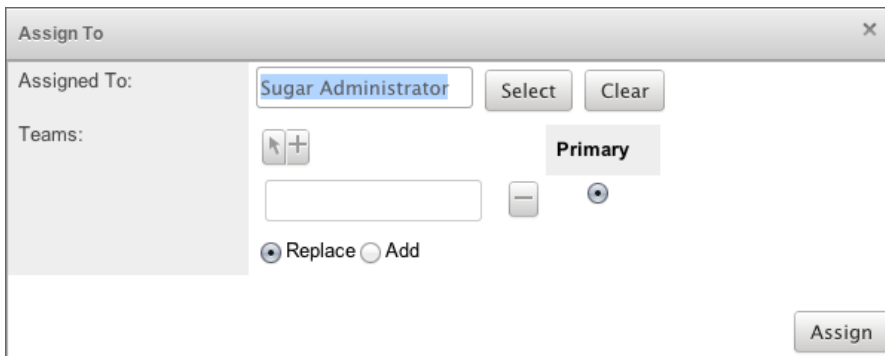 Assign To
Assigned To: Sugar Administrator Select Clear
Teams:
Primary
Replace Add
Assign